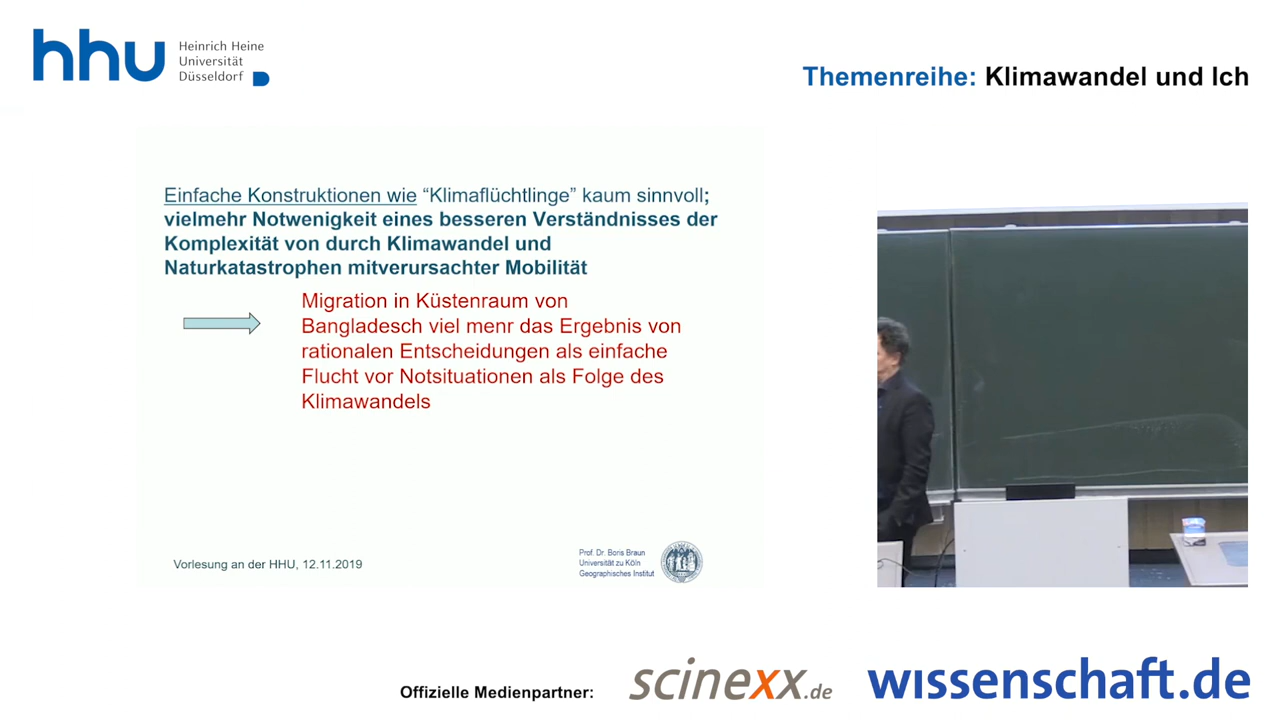 hhu
Heinrich Heine
Universität
Düsseldorf
Themenreihe: Klimawandel und Ich
Einfache Konstruktionen wie “Klimaflüchtlinge” kaum sinnvoll;
vielmehr Notwenigkeit eines besseren Verständnisses der
Komplexität von durch Klimawandel und
Naturkatastrophen mitverursachter Mobilität
Migration in Küstenraum von
Bangladesch viel menr das Ergebnis von
rationalen Entscheidungen als einfache
Flucht vor Notsituationen als Folge des
Klimawandels
Vorlesung an der HHU, 12.11.2019
Prof. Dr. Boris Braun
Universität zu Köln
Geographisches Institut
Offizielle Medienpartner:
scinexx.de
wissenschaft.de